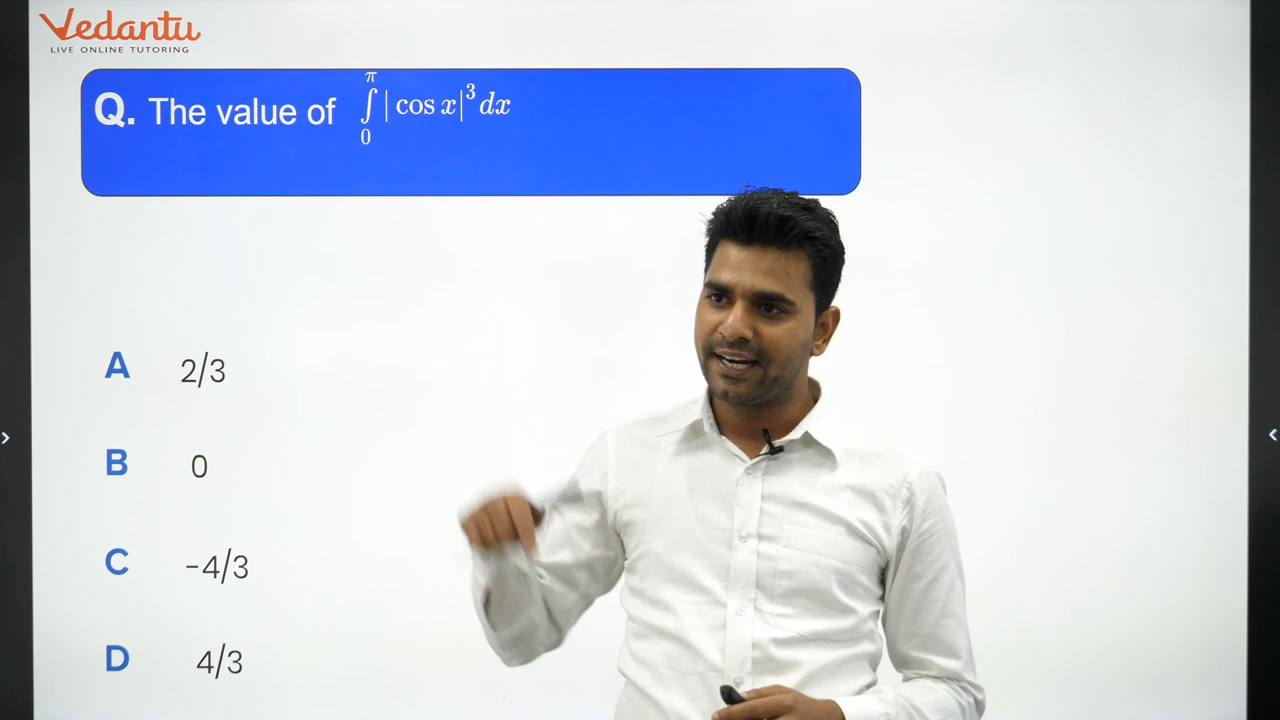 Vedantu
LIVE ONLINE TUTORING
Q. The value of ∫₀^π |cos x|³ dx
A 2/3
B 0
C -4/3
D 4/3